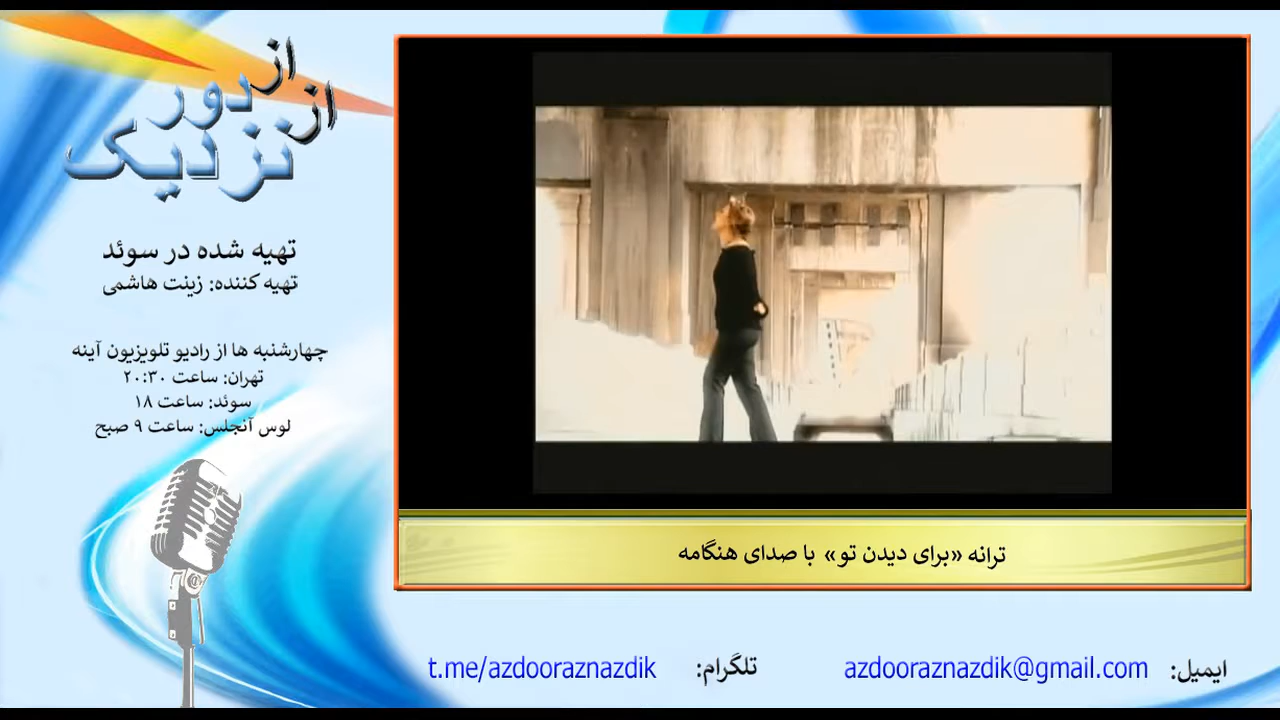 از دور
از نزدیک
تهیه شده در سوئد
تهیه کننده: زینت هاشمی
چهارشنبه ها از رادیو تلویزیون آینه
تهران: ساعت ۲۰:۳۰
سوئد: ساعت ۱۸
لوس آنجلس: ساعت ۹ صبح
ترانه «برای دیدن تو» با صدای هنگامه
ایمیل: azdooraznazdik@gmail.com تلگرام: t.me/azdooraznazdik